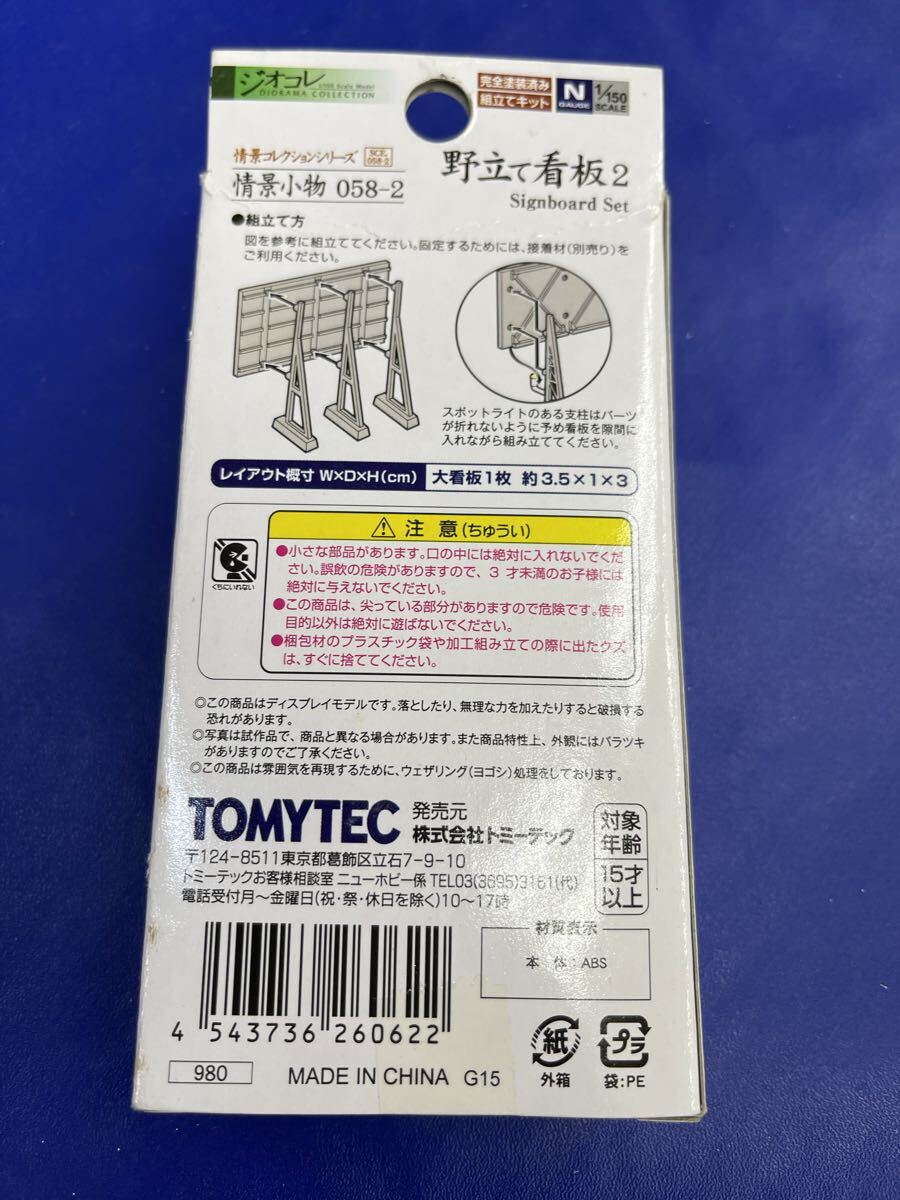 ジオコレ
1/150 Scale Model
DIORAMA COLLECTION
完全塗装済み
組立てキット
N
GAUGE
1/150
SCALE
情景コレクションシリーズ
SCE.
058-2
情景小物 058-2
野立て看板2
Signboard Set
●組立て方
図を参考に組立ててください。固定するためには、接着材(別売り)を
ご利用ください。
スポットライトのある支柱はパーツ
が折れないように予め看板を隙間に
入れながら組み立ててください。
レイアウト概寸 W×D×H(cm)
大看板1枚 約3.5×1×3
注 意(ちゅうい)
くちにいれない
●小さな部品があります。口の中には絶対に入れないでくだ
さい。誤飲の危険がありますので、3 才未満のお子様には
絶対に与えないでください。
●この商品は、尖っている部分がありますので危険です。使用
目的以外は絶対に遊ばないでください。
●梱包材のプラスチック袋や加工組み立ての際に出たクズ
は、すぐに捨ててください。
◎この商品はディスプレイモデルです。落としたり、無理な力を加えたりすると破損する
恐れがあります。
◎写真は試作品で、商品と異なる場合があります。また商品特性上、外観にはバラツキ
がありますのでご了承ください。
◎この商品は雰囲気を再現するために、ウェザリング(ヨゴシ)処理をしております。
TOMYTEC
発売元
株式会社トミーテック
〒124-8511東京都葛飾区立石7-9-10
トミーテックお客様相談室 ニューホビー係 TEL03(3695)3161(代)
電話受付月〜金曜日(祝・祭・休日を除く)10〜17時
対象
年齢
15才
以上
材質表示
本 体:ABS
4 543736 260622
980
MADE IN CHINA G15
紙
外箱
プラ
袋:PE